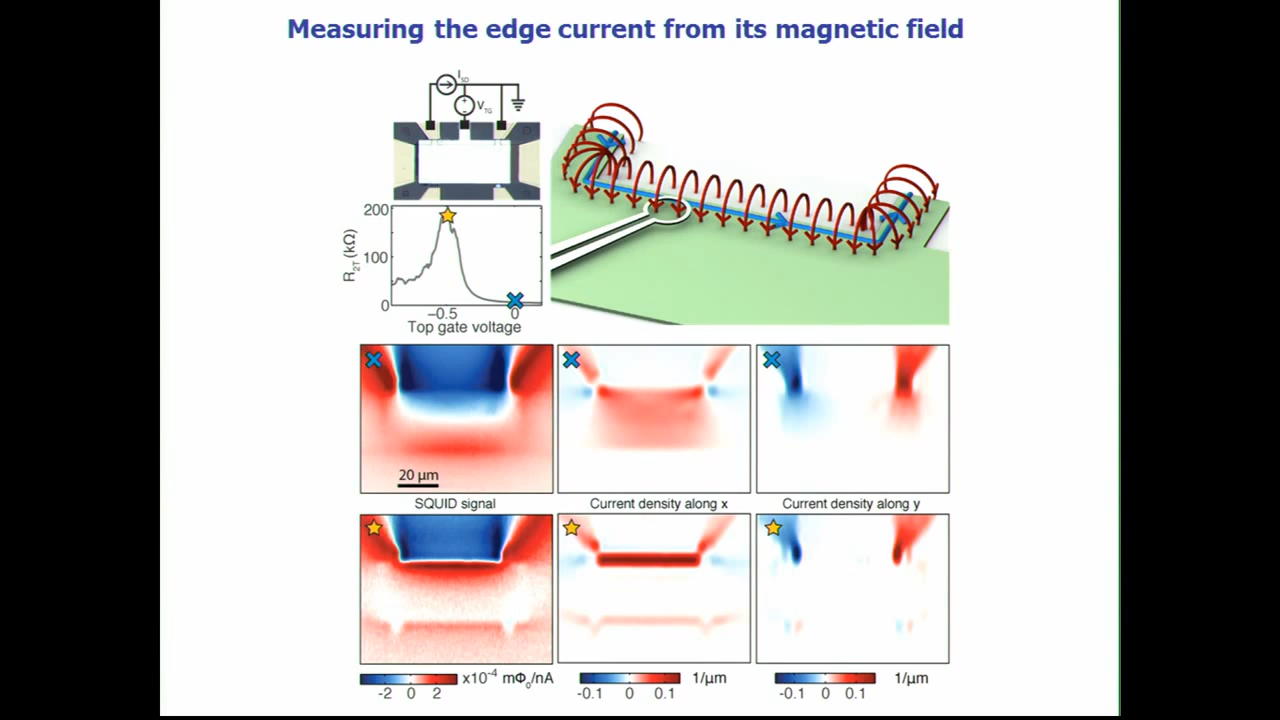 Measuring the edge current from its magnetic field
I_SD
V_TG
200
100
0
R_2T (kΩ)
−0.5
0
Top gate voltage
20 µm
SQUID signal
Current density along x
Current density along y
x10⁻⁴ mΦ₀/nA
-2 0 2
1/µm
-0.1 0 0.1
1/µm
-0.1 0 0.1